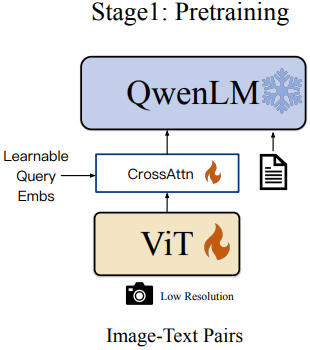 Stage1: Pretraining
QwenLM
Learnable
Query
Embs
CrossAttn
ViT
Low Resolution
Image-Text Pairs